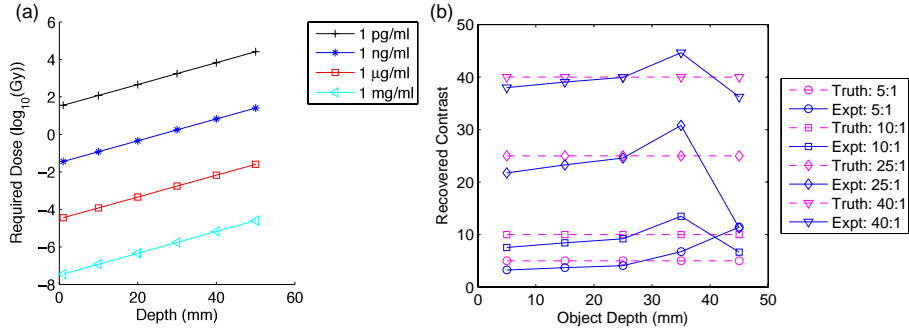 (a)
6
4
2
0
−2
−4
−6
−8
0
20
40
60
Required Dose (log10(Gy))
Depth (mm)
1 pg/ml
1 ng/ml
1 μg/ml
1 mg/ml
(b)
50
40
30
20
10
0
0
10
20
30
40
50
Recovered Contrast
Object Depth (mm)
Truth: 5:1
Expt: 5:1
Truth: 10:1
Expt: 10:1
Truth: 25:1
Expt: 25:1
Truth: 40:1
Expt: 40:1